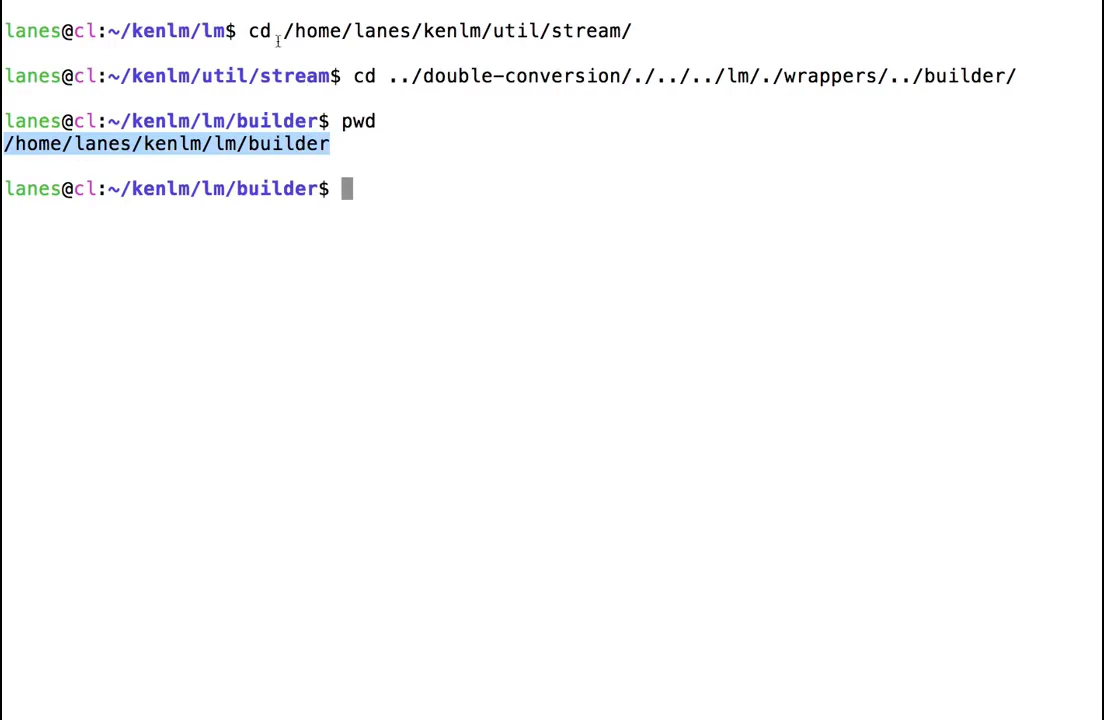 lanes@cl:~/kenlm/lm$ cd /home/lanes/kenlm/util/stream/
lanes@cl:~/kenlm/util/stream$ cd ../double-conversion/./../../lm/./wrappers/../builder/
lanes@cl:~/kenlm/lm/builder$ pwd
/home/lanes/kenlm/lm/builder
lanes@cl:~/kenlm/lm/builder$